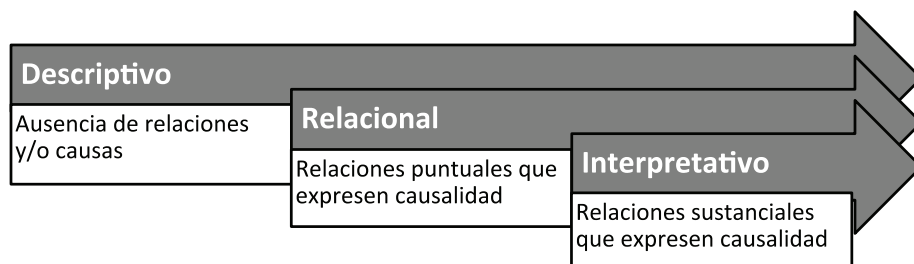 Descriptivo
Ausencia de relaciones
y/o causas
Relacional
Relaciones puntuales que
expresen causalidad
Interpretativo
Relaciones sustanciales
que expresen causalidad